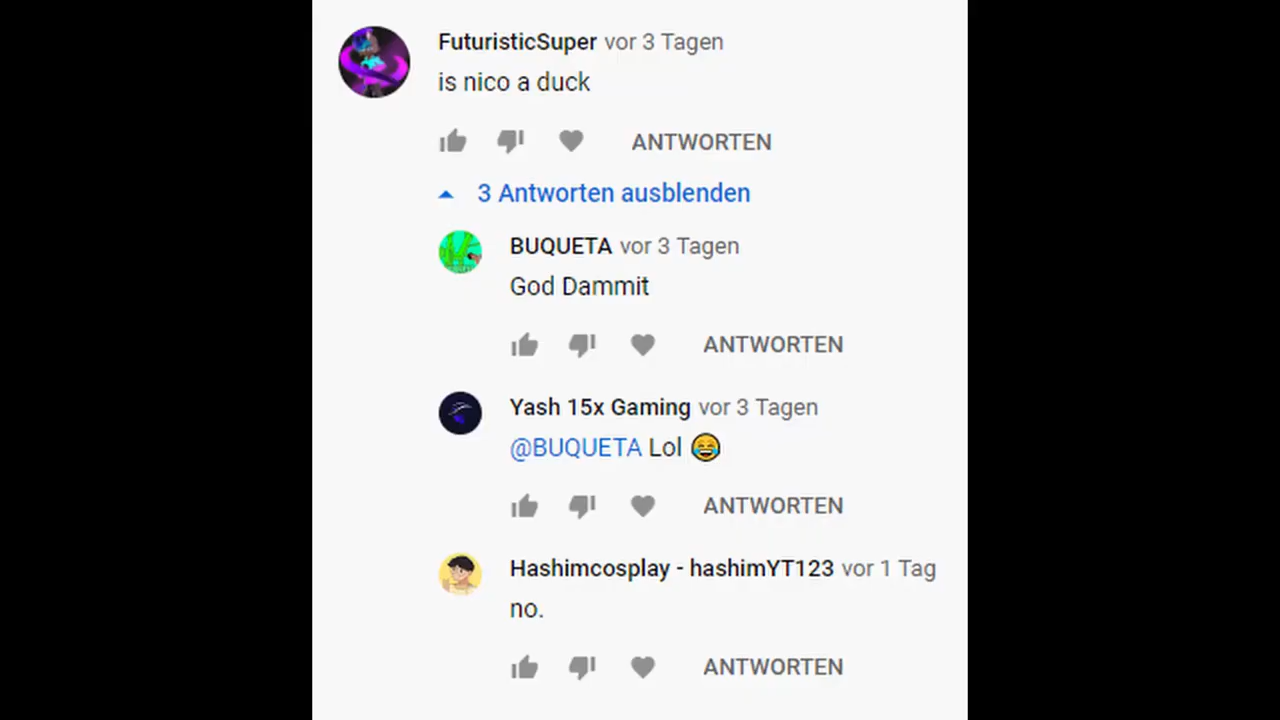 FuturisticSuper vor 3 Tagen
is nico a duck
ANTWORTEN
3 Antworten ausblenden
BUQUETA vor 3 Tagen
God Dammit
ANTWORTEN
Yash 15x Gaming vor 3 Tagen
@BUQUETA Lol 😂
ANTWORTEN
Hashimcosplay - hashimYT123 vor 1 Tag
no.
ANTWORTEN